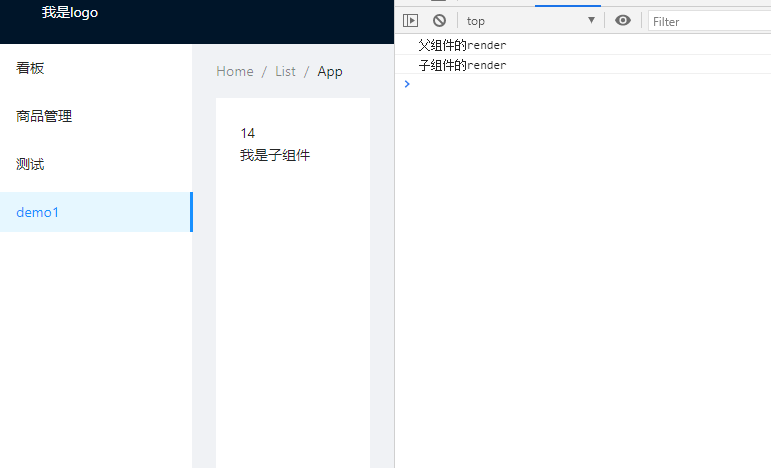 我是logo
看板
商品管理
测试
demo1
Home / List / App
14
我是子组件
top
Filter
父组件的render
子组件的render